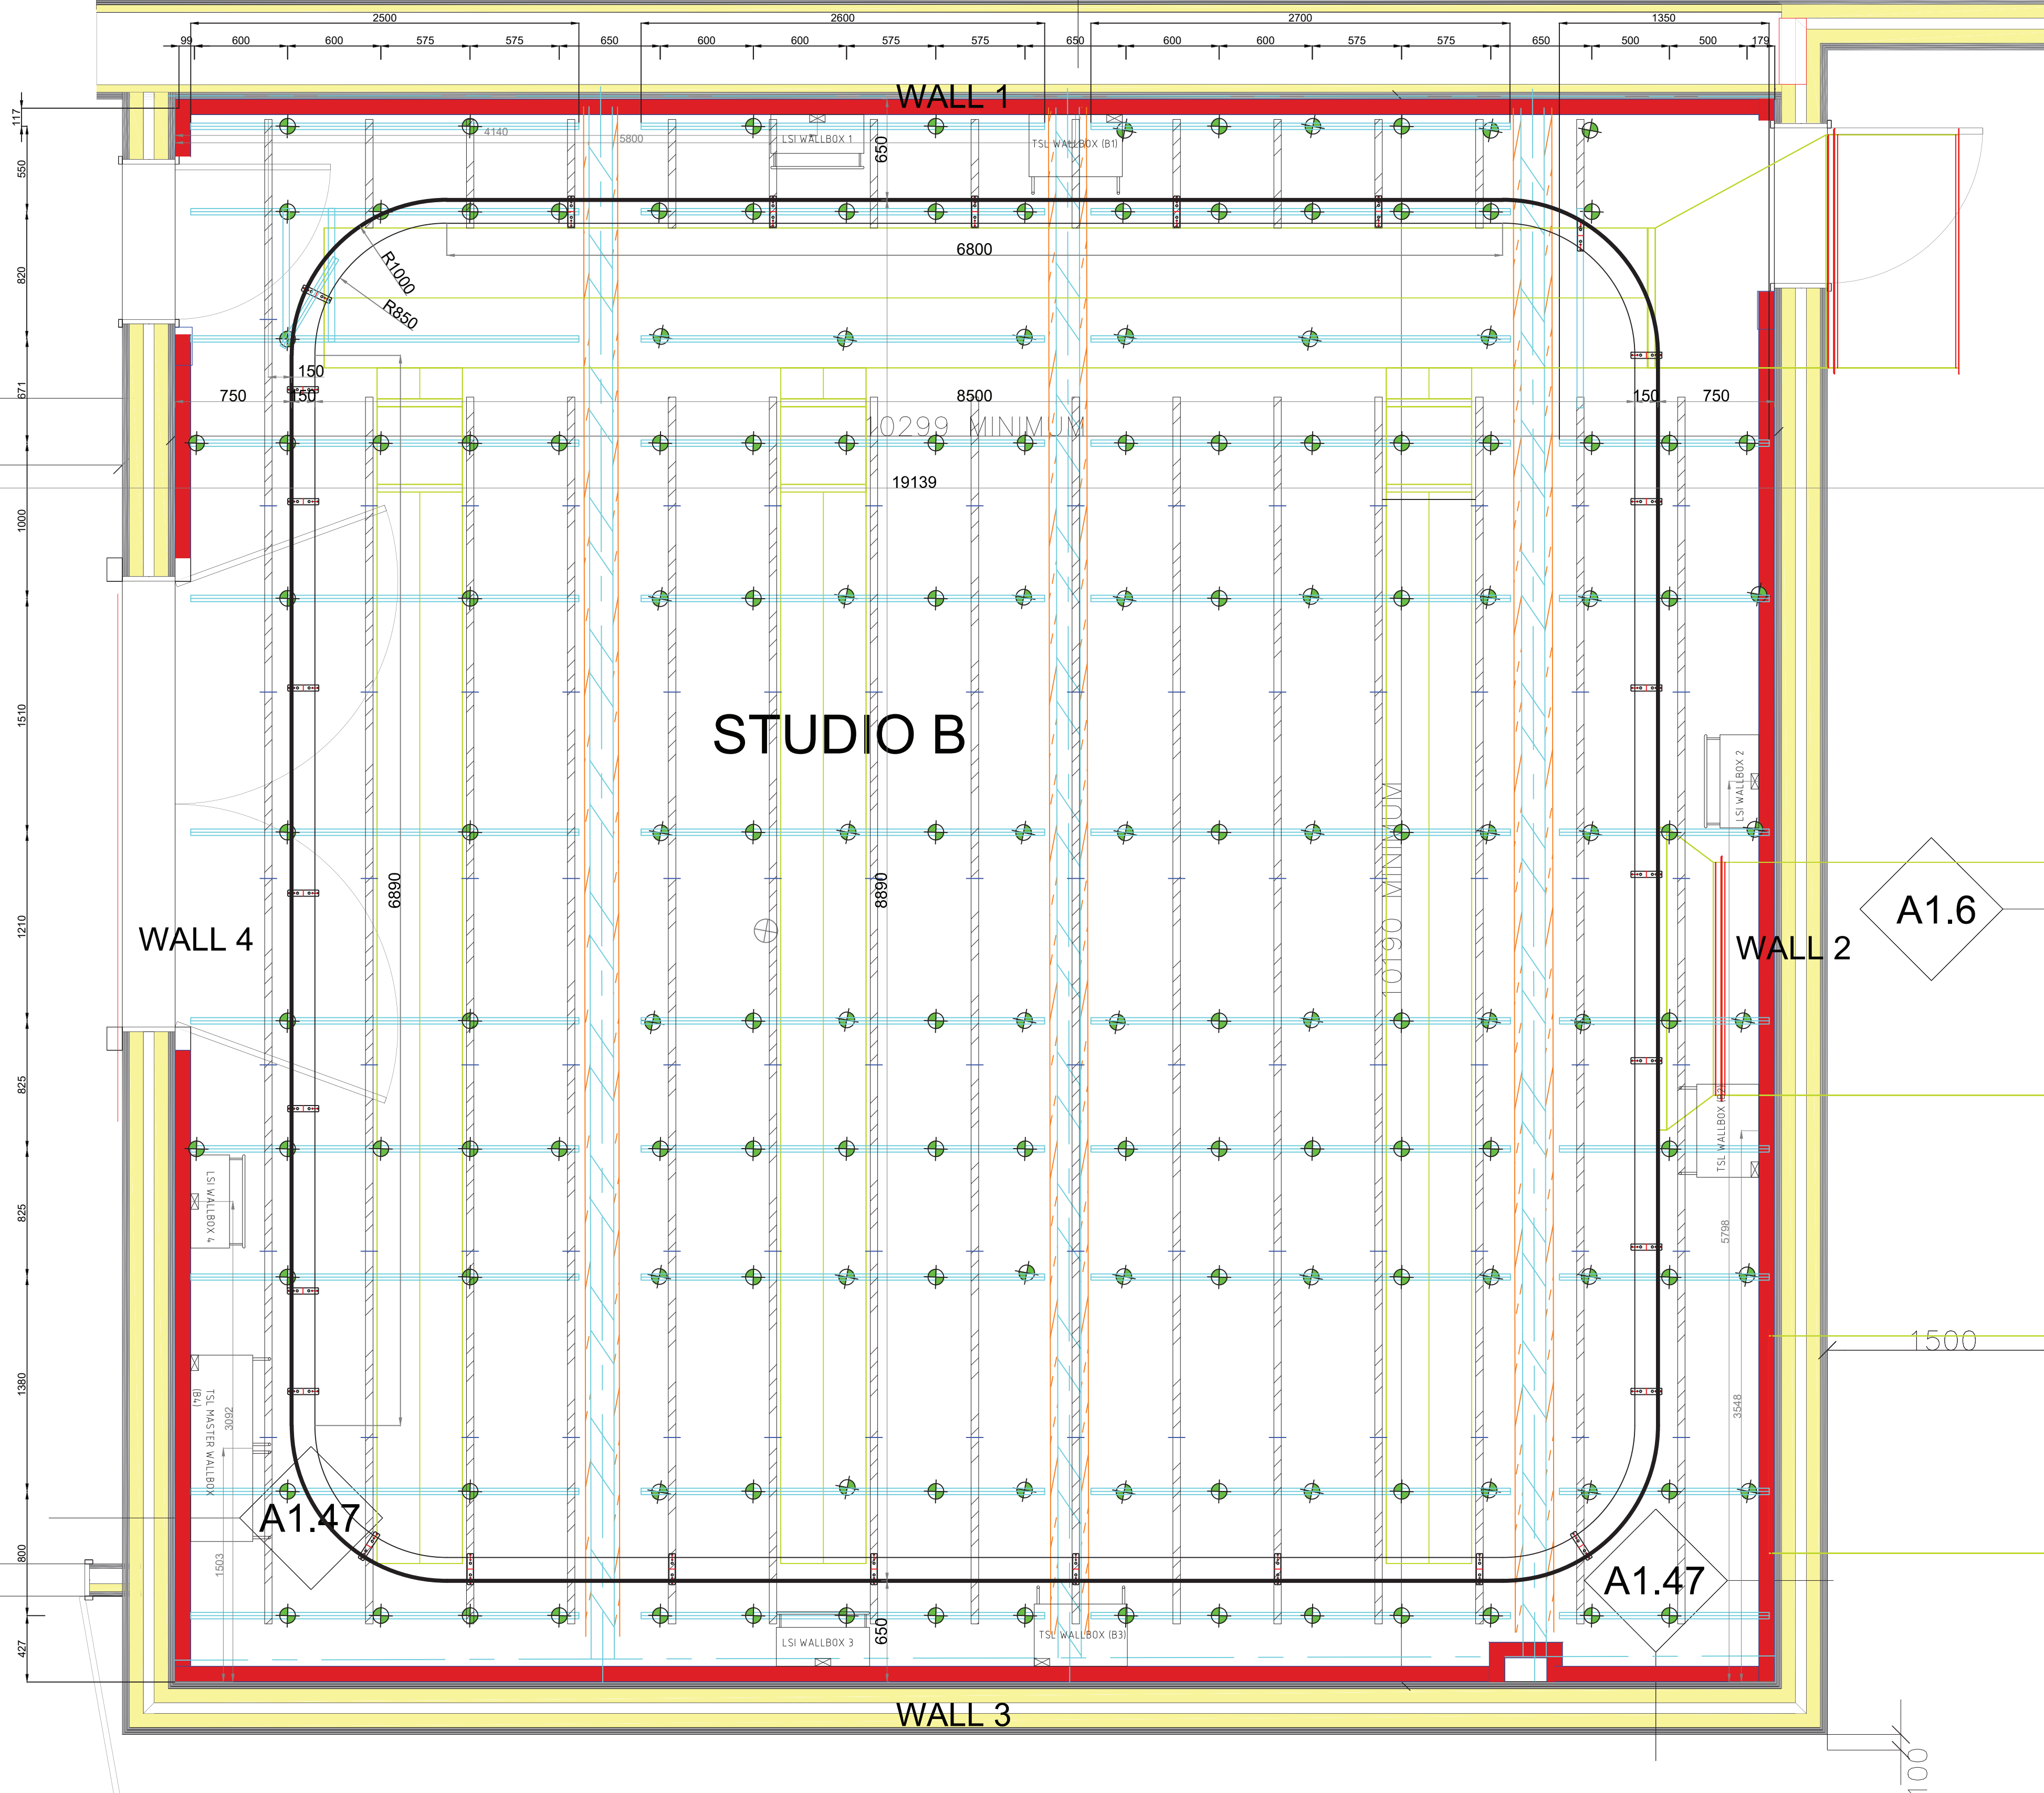 2500
2600
2700
1350
99 600 600 575 575 650 600 600 575 575 650 600 600 575 575 650 500 500 179
WALL 1
117
4140
5800
LSI WALLBOX 1
TSL WALLBOX (B1)
650
550
6800
R1000
R850
820
150
750
150
8500
150
750
671
10299 MINIMUM
19139
1000
STUDIO B
1510
LSI WALLBOX 2
10190 MINIMUM
6890
8890
A1.6
WALL 4
WALL 2
1210
825
TSL WALLBOX (B2)
LSI WALLBOX 4
825
5798
1500
1380
TSL MASTER WALLBOX
(B4)
3092
3548
A1.47
1503
800
A1.47
427
LSI WALLBOX 3
650
TSL WALLBOX (B3)
WALL 3
100